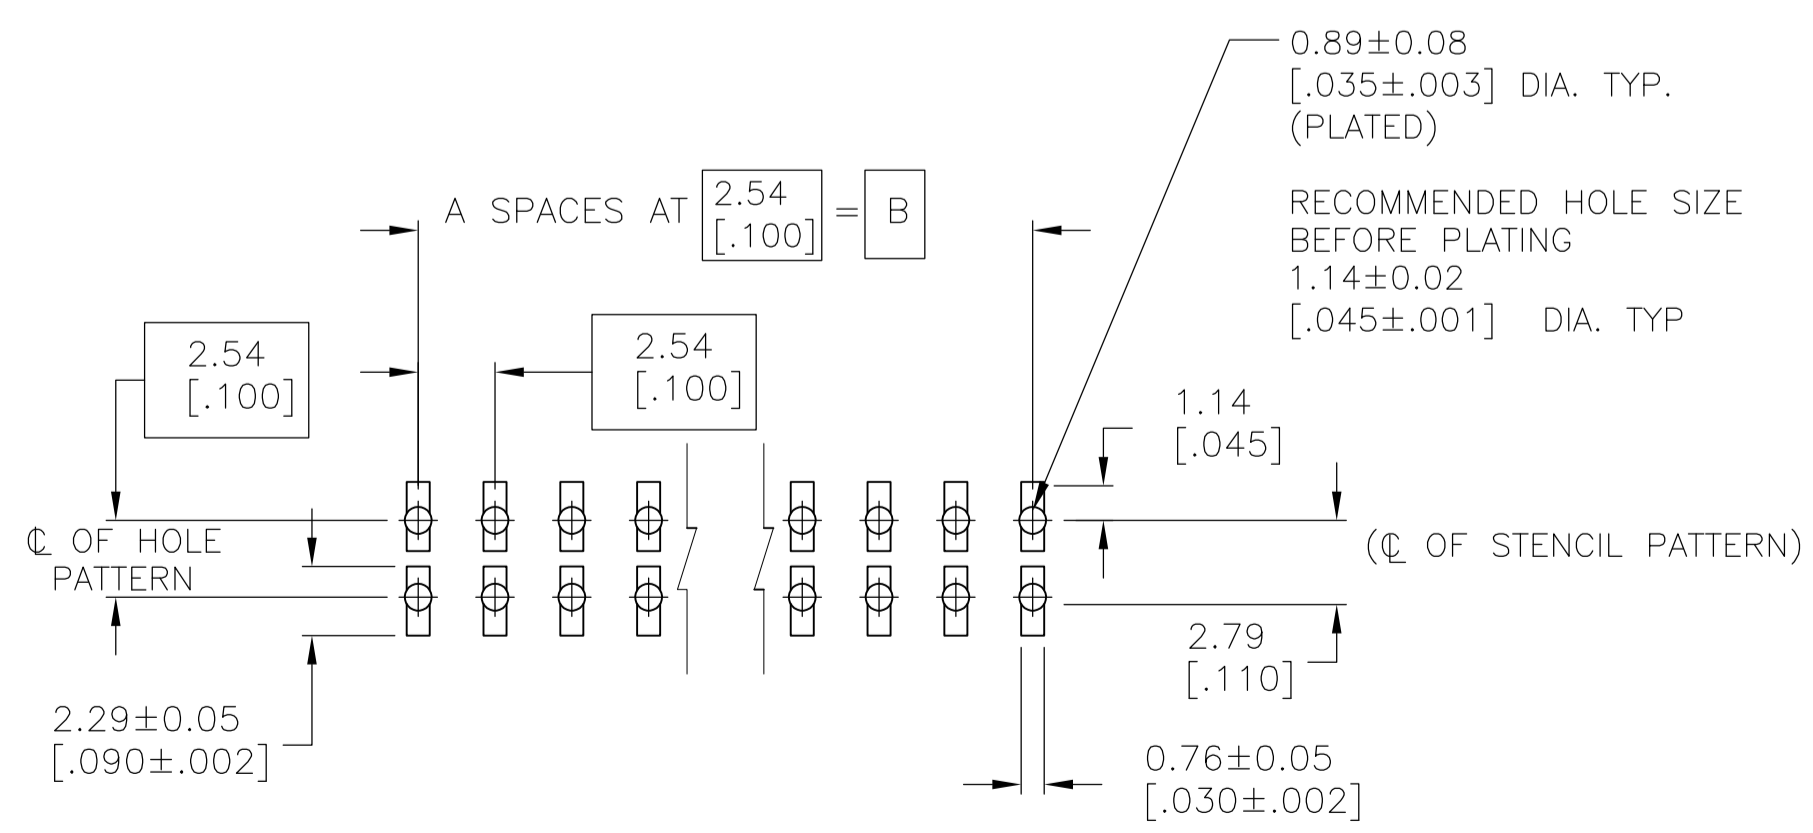 0.89±0.08
[.035±.003] DIA. TYP.
(PLATED)
RECOMMENDED HOLE SIZE
BEFORE PLATING
1.14±0.02
[.045±.001] DIA. TYP
A SPACES AT 2.54 [.100] = B
2.54
[.100]
2.54
[.100]
1.14
[.045]
℄ OF HOLE
PATTERN
(℄ OF STENCIL PATTERN)
2.79
[.110]
2.29±0.05
[.090±.002]
0.76±0.05
[.030±.002]